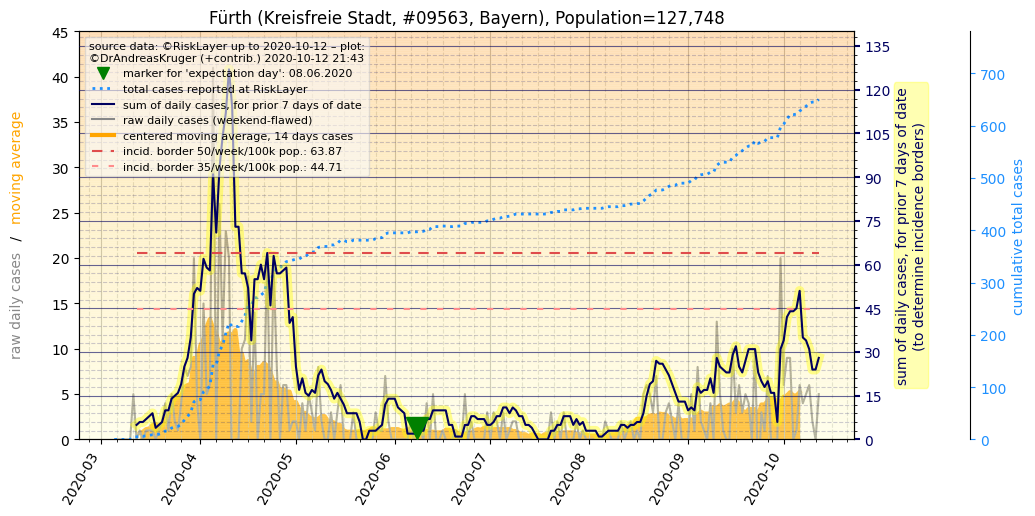 Fürth (Kreisfreie Stadt, #09563, Bayern), Population=127,748
source data: ©RiskLayer up to 2020-10-12 – plot:
©DrAndreasKruger (+contrib.) 2020-10-12 21:43
marker for 'expectation day': 08.06.2020
total cases reported at RiskLayer
sum of daily cases, for prior 7 days of date
raw daily cases (weekend-flawed)
centered moving average, 14 days cases
incid. border 50/week/100k pop.: 63.87
incid. border 35/week/100k pop.: 44.71
raw daily cases / moving average
45
40
35
30
25
20
15
10
5
0
2020-03
2020-04
2020-05
2020-06
2020-07
2020-08
2020-09
2020-10
135
120
105
90
75
60
45
30
15
0
sum of daily cases, for prior 7 days of date
(to determine incidence borders)
700
600
500
400
300
200
100
0
cumulative total cases